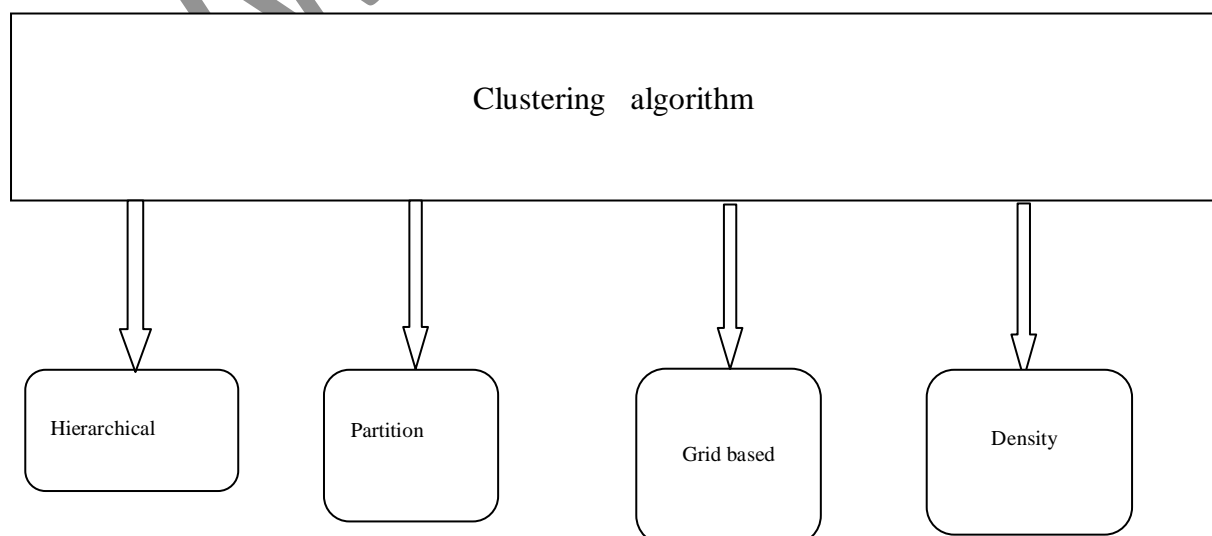 Clustering algorithm
Hierarchical
Partition
Grid based
Density